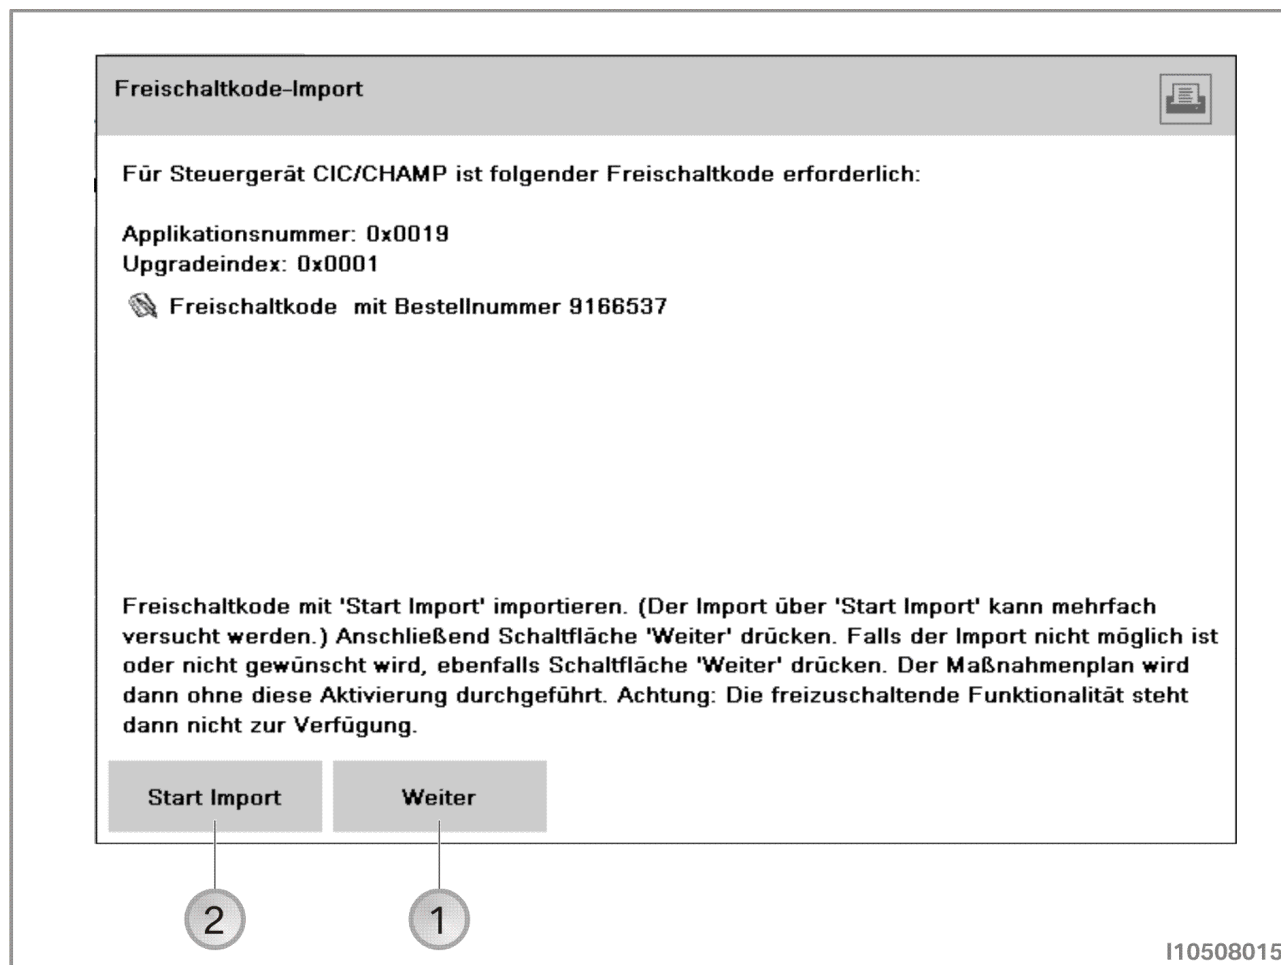 Freischaltkode-Import
Für Steuergerät CIC/CHAMP ist folgender Freischaltkode erforderlich:
Applikationsnummer: 0x0019
Upgradeindex: 0x0001
Freischaltkode mit Bestellnummer 9166537
Freischaltkode mit 'Start Import' importieren. (Der Import über 'Start Import' kann mehrfach
versucht werden.) Anschließend Schaltfläche 'Weiter' drücken. Falls der Import nicht möglich ist
oder nicht gewünscht wird, ebenfalls Schaltfläche 'Weiter' drücken. Der Maßnahmenplan wird
dann ohne diese Aktivierung durchgeführt. Achtung: Die freizuschaltende Funktionalität steht
dann nicht zur Verfügung.
Start Import Weiter
2 1
I10508015